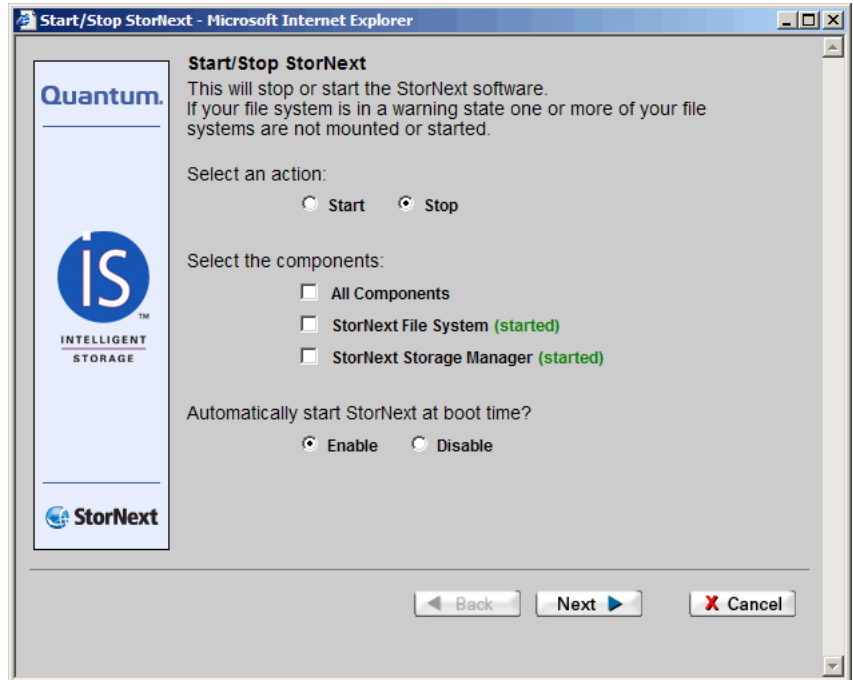 Start/Stop StorNext - Microsoft Internet Explorer
Start/Stop StorNext
This will stop or start the StorNext software.
If your file system is in a warning state one or more of your file
systems are not mounted or started.
Quantum.
Select an action:
Start Stop
iS
TM
INTELLIGENT
STORAGE
Select the components:
All Components
StorNext File System (started)
StorNext Storage Manager (started)
Automatically start StorNext at boot time?
Enable Disable
StorNext
Back Next X Cancel